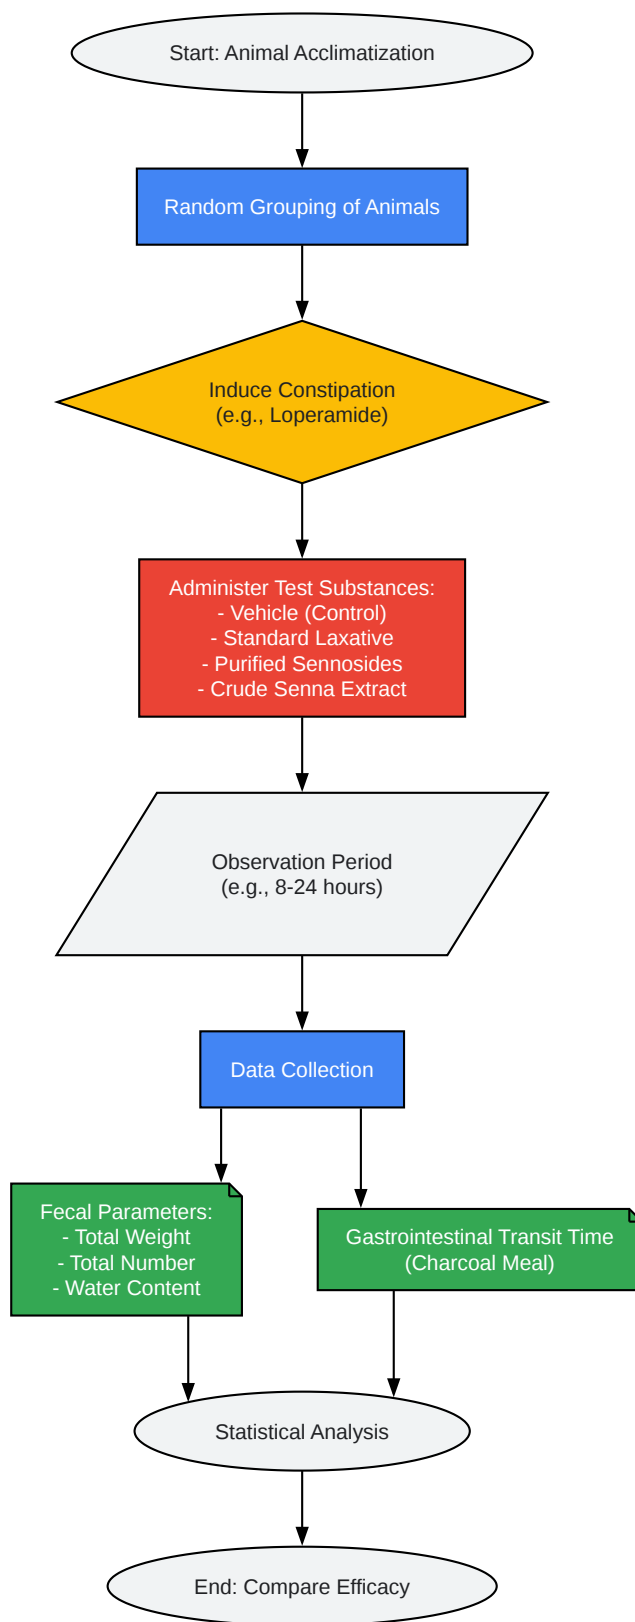 Start: Animal Acclimatization
Random Grouping of Animals
Induce Constipation
(e.g., Loperamide)
Administer Test Substances:
- Vehicle (Control)
- Standard Laxative
- Purified Sennosides
- Crude Senna Extract
Observation Period
(e.g., 8-24 hours)
Data Collection
Fecal Parameters:
- Total Weight
- Total Number
- Water Content
Gastrointestinal Transit Time
(Charcoal Meal)
Statistical Analysis
End: Compare Efficacy